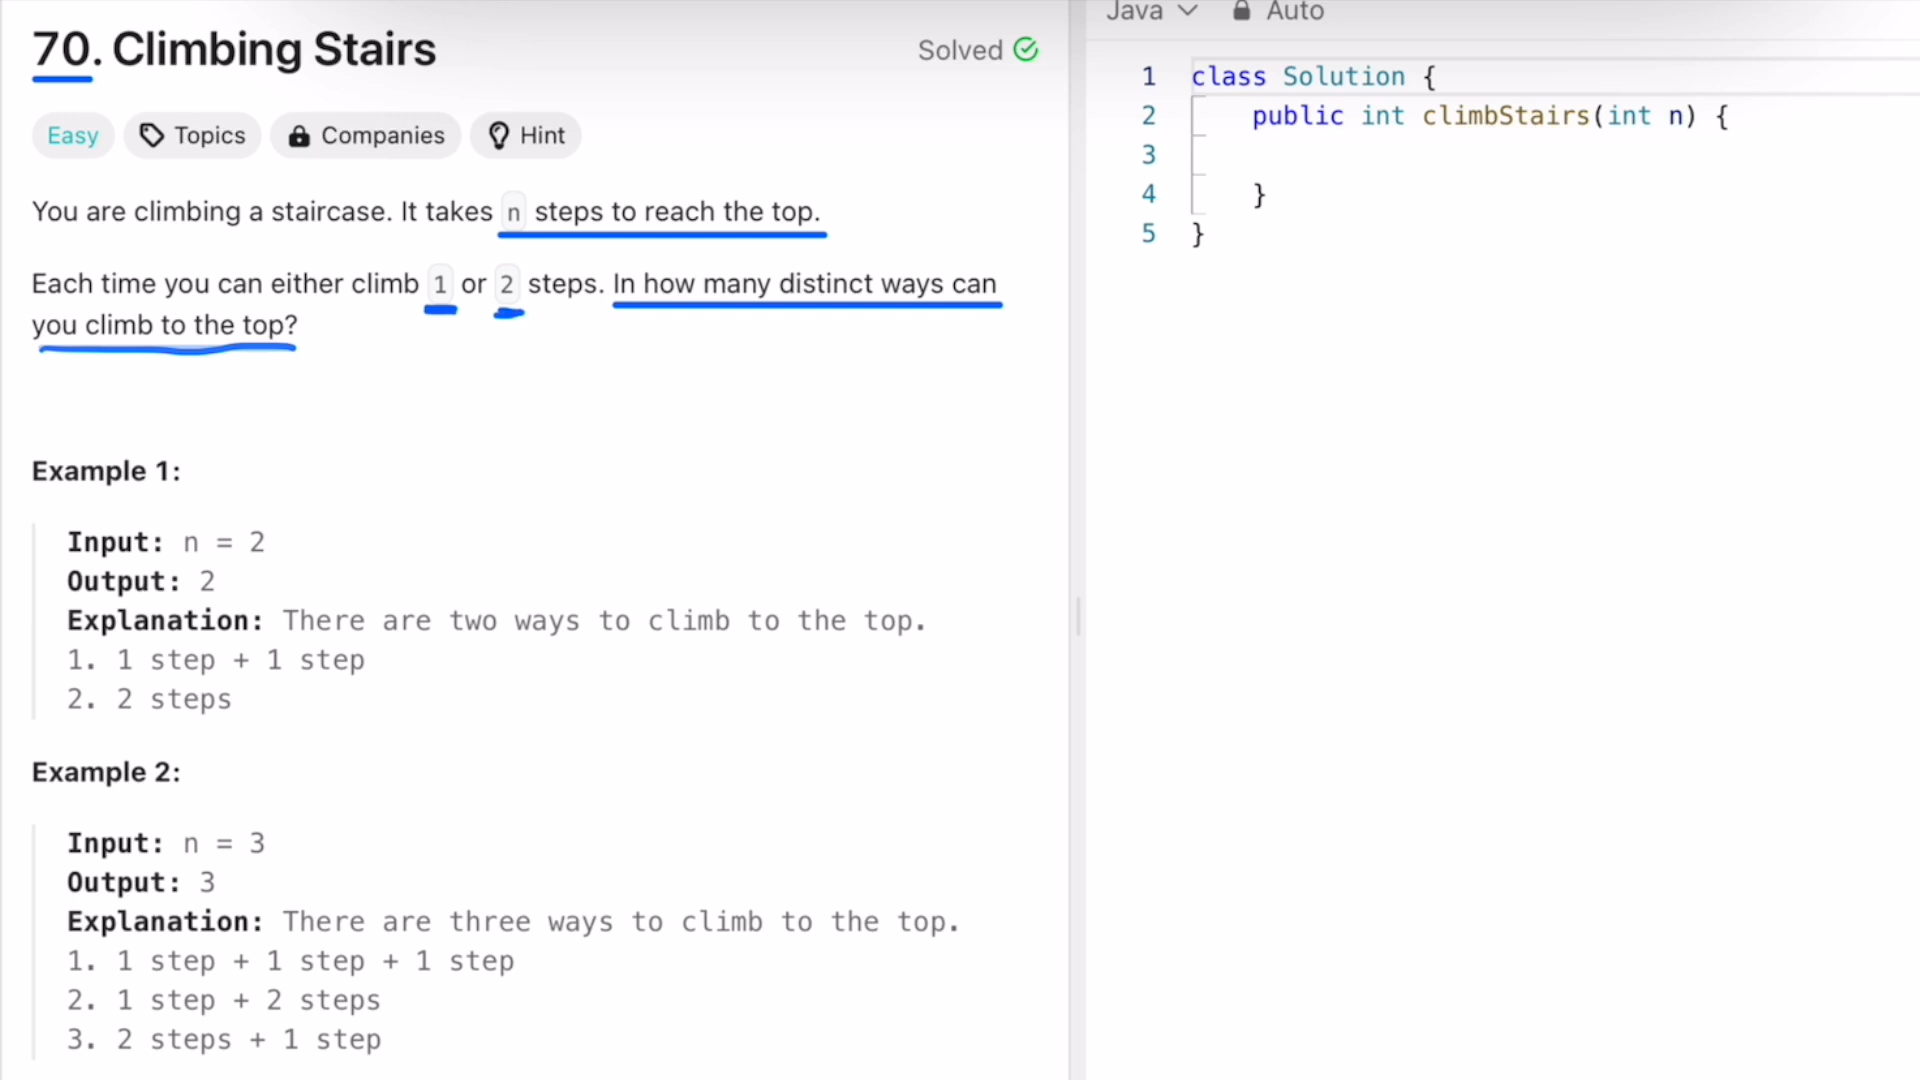 70. Climbing Stairs
Solved
Easy
Topics
Companies
Hint
You are climbing a staircase. It takes n steps to reach the top.
Each time you can either climb 1 or 2 steps. In how many distinct ways can
you climb to the top?
Example 1:
Input: n = 2
Output: 2
Explanation: There are two ways to climb to the top.
1. 1 step + 1 step
2. 2 steps
Example 2:
Input: n = 3
Output: 3
Explanation: There are three ways to climb to the top.
1. 1 step + 1 step + 1 step
2. 1 step + 2 steps
3. 2 steps + 1 step
Java
Auto
1 class Solution {
2 public int climbStairs(int n) {
3
4 }
5 }